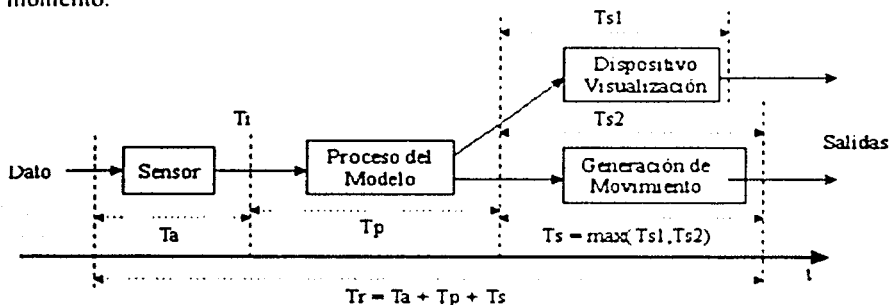 momento.
Ts1
Dispositivo
Visualización
Ti
Ts2
Salidas
Dato
Sensor
Proceso del
Modelo
Generación de
Movimiento
Ta
Tp
Ts = max(Ts1,Ts2)
t
Tr = Ta + Tp + Ts